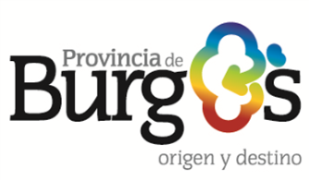 Provincia de
Burgos
origen y destino